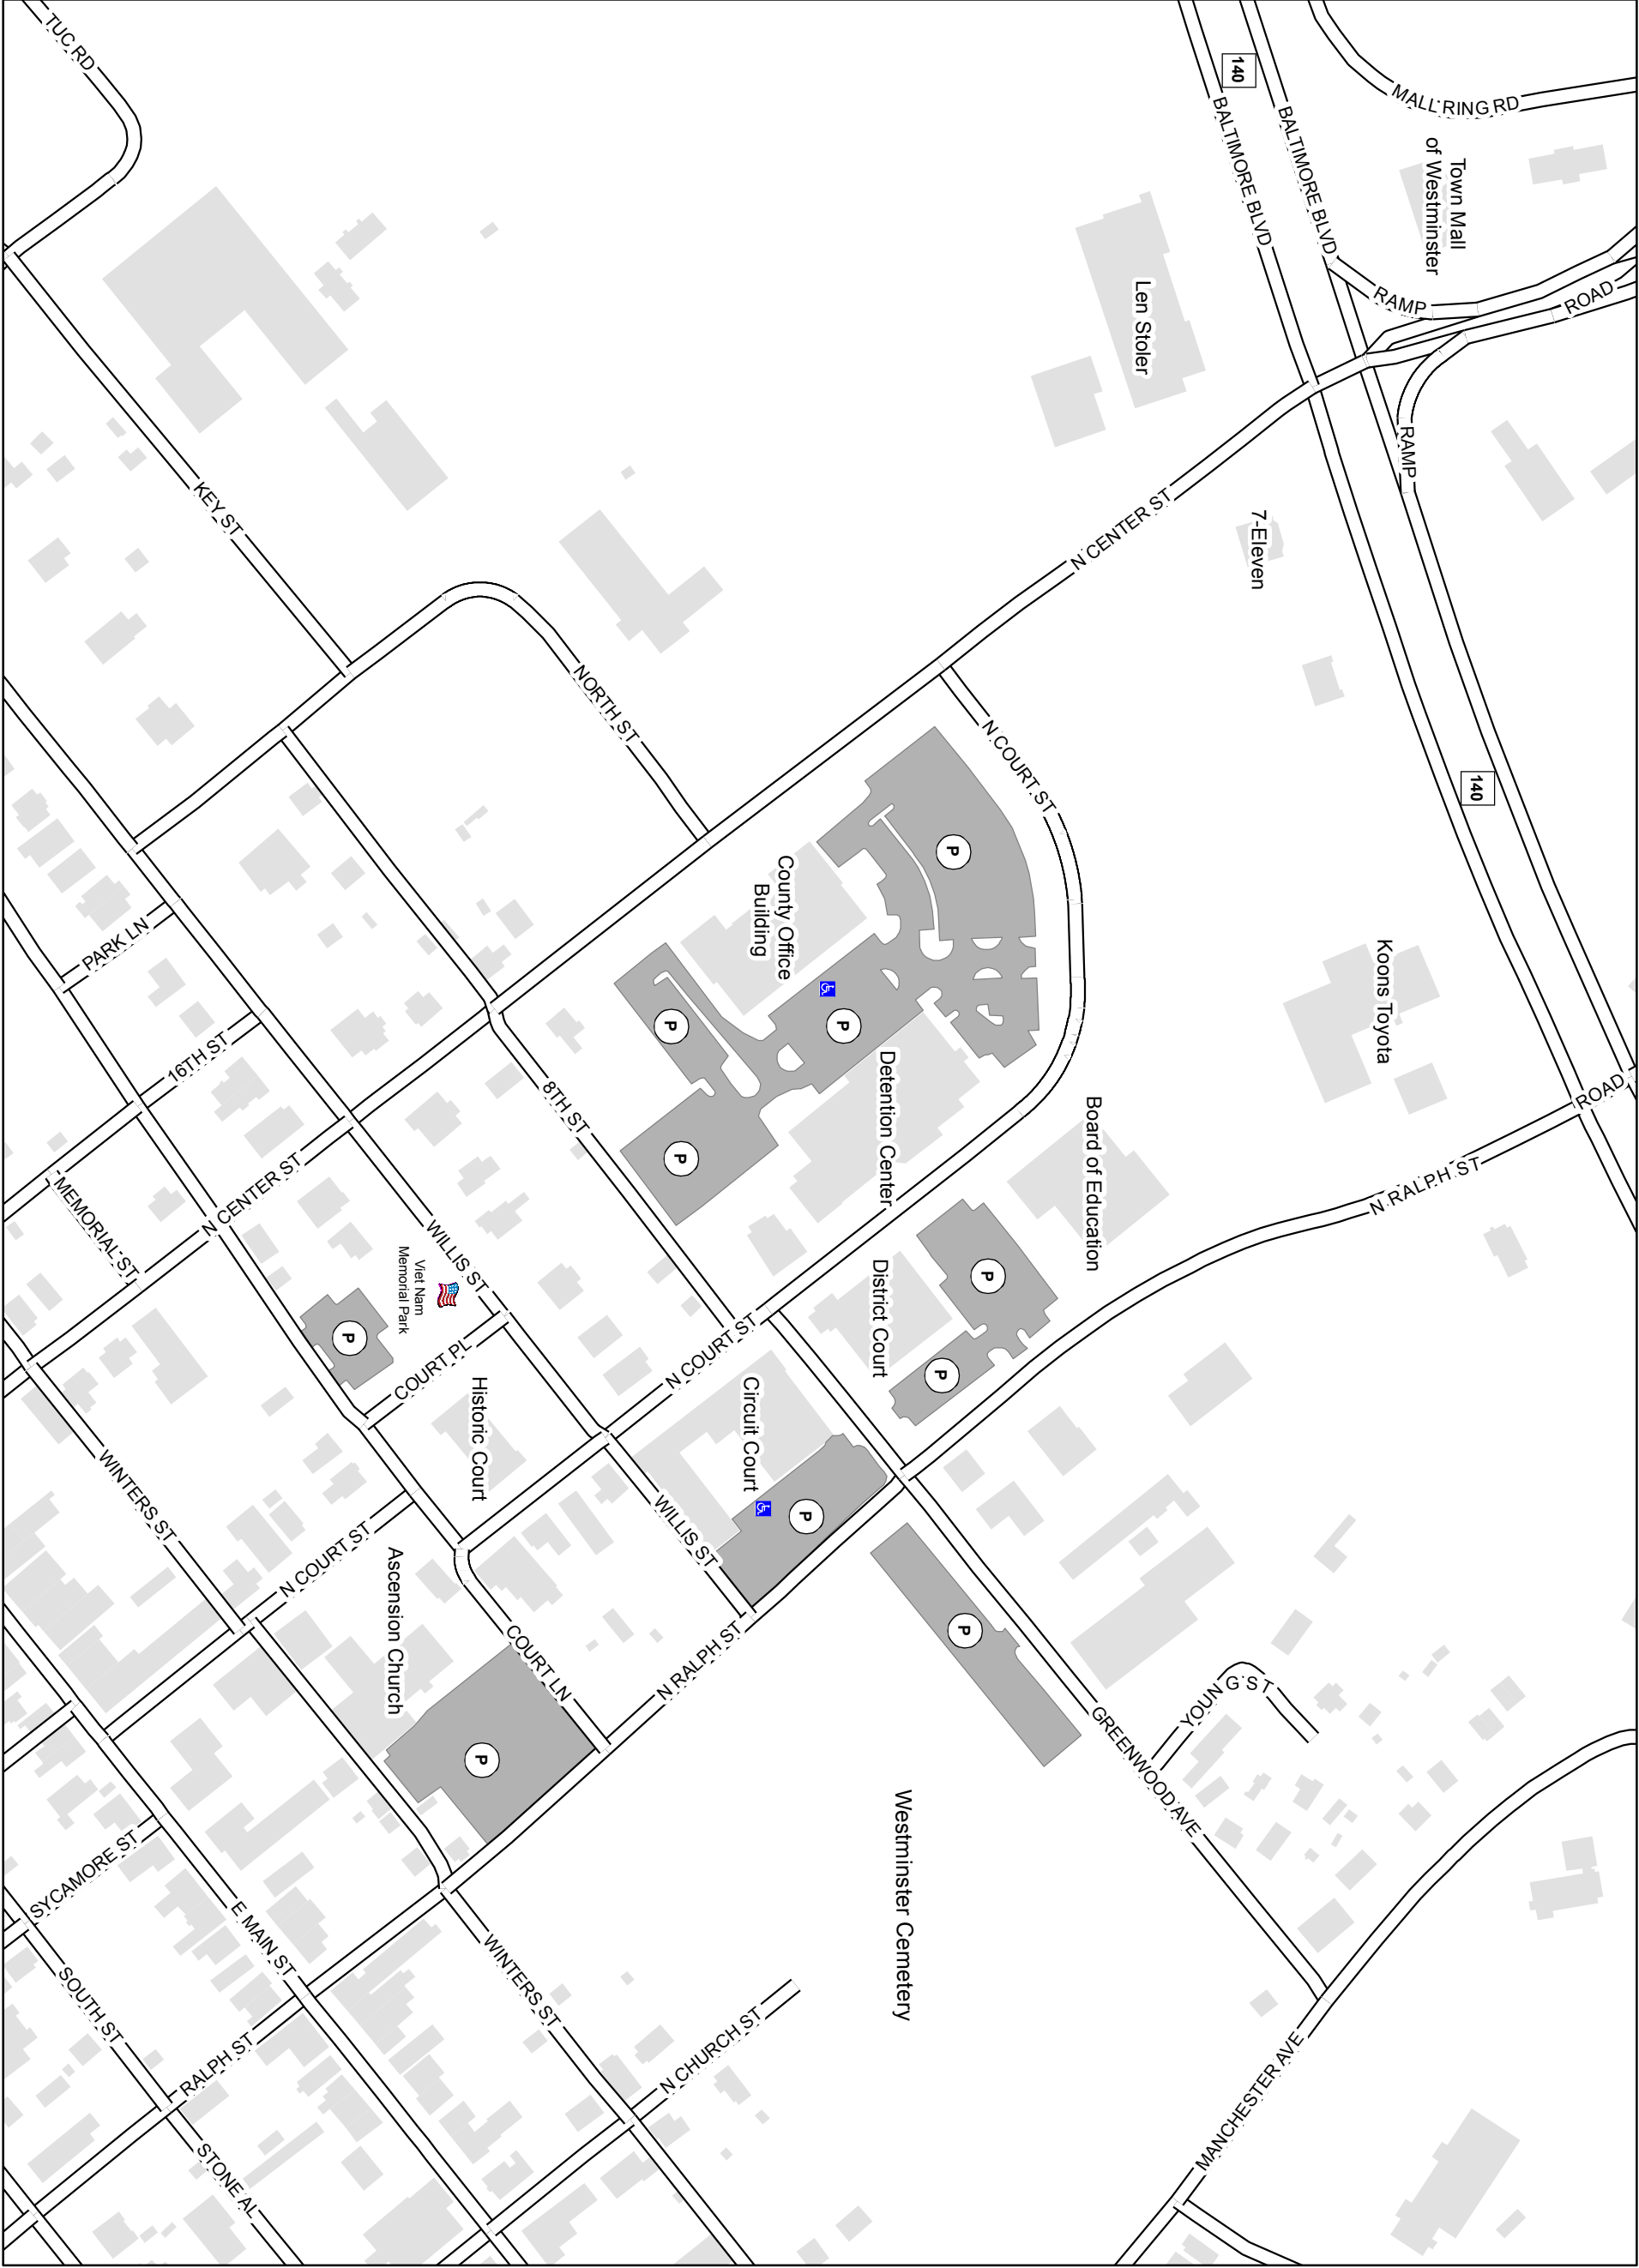 TUC RD
140
BALTIMORE BLVD
BALTIMORE BLVD
MALL RING RD
Town Mall
of Westminster
RAMP
ROAD
RAMP
Len Stoler
7-Eleven
N CENTER ST
KEY ST
NORTH ST
N COURT ST
140
P
County Office
Building
P
P
P
Detention Center
Koons Toyota
ROAD
N RALPH ST
Board of Education
PARK LN
16TH ST
8TH ST
MEMORIAL ST
N CENTER ST
WILLIS ST
Viet Nam
Memorial Park
P
COURT PL
Historic Court
N COURT ST
District Court
P
P
Circuit Court
P
WILLIS ST
WINTERS ST
N COURT ST
Ascension Church
COURT LN
N RALPH ST
P
P
GREENWOOD AVE
YOUNG ST
Westminster Cemetery
SYCAMORE ST
E MAIN ST
SOUTH ST
RALPH ST
STONE AL
WINTERS ST
N CHURCH ST
MANCHESTER AVE